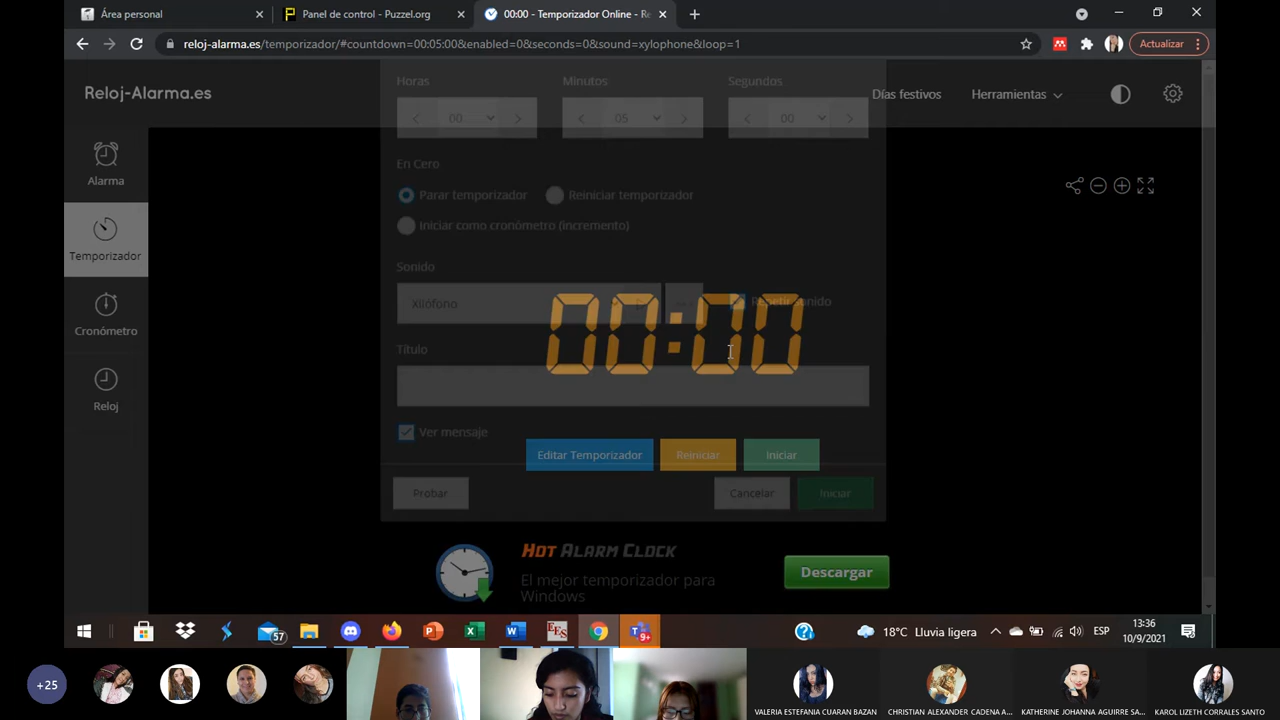 Área personal
Panel de control - Puzzel.org
00:00 - Temporizador Online - Re
reloj-alarma.es/temporizador/#countdown=00:05:00&enabled=0&seconds=0&sound=xylophone&loop=1
Actualizar
Reloj-Alarma.es
Días festivos
Herramientas
Horas
Minutos
Segundos
00
05
00
Alarma
En Cero
Parar temporizador
Reiniciar temporizador
Iniciar como cronómetro (incremento)
Temporizador
Sonido
Xilófono
Repetir sonido
00:00
Cronómetro
Título
Reloj
Ver mensaje
Editar Temporizador
Reiniciar
Iniciar
Probar
Cancelar
Iniciar
HOT ALARM CLOCK
El mejor temporizador para
Windows
Descargar
57
9+
18°C Lluvia ligera
ESP
13:36
10/9/2021
+25
VALERIA ESTEFANIA CUARAN BAZAN
CHRISTIAN ALEXANDER CADENA A...
KATHERINE JOHANNA AGUIRRE SA...
KAROL LIZETH CORRALES SANTO